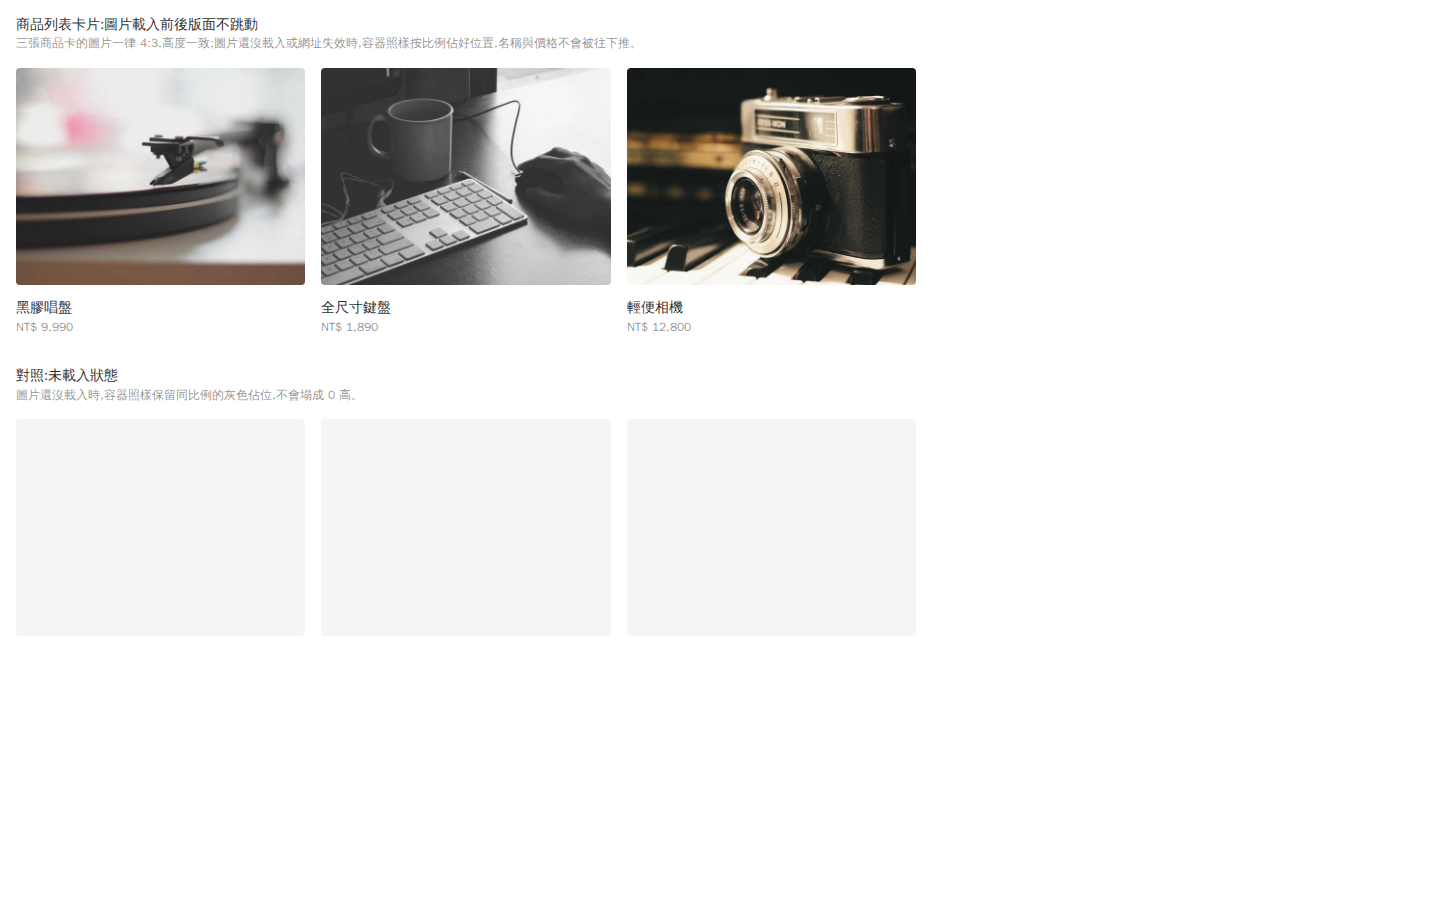 商品列表卡片:圖片載入前後版面不跳動
三張商品卡的圖片一律 4:3,高度一致;圖片還沒載入或網址失效時,容器照樣按比例佔好位置,名稱與價格不會被往下推。
黑膠唱盤
NT$ 9,990
全尺寸鍵盤
NT$ 1,890
輕便相機
NT$ 12,800
對照:未載入狀態
圖片還沒載入時,容器照樣保留同比例的灰色佔位,不會塌成 0 高。